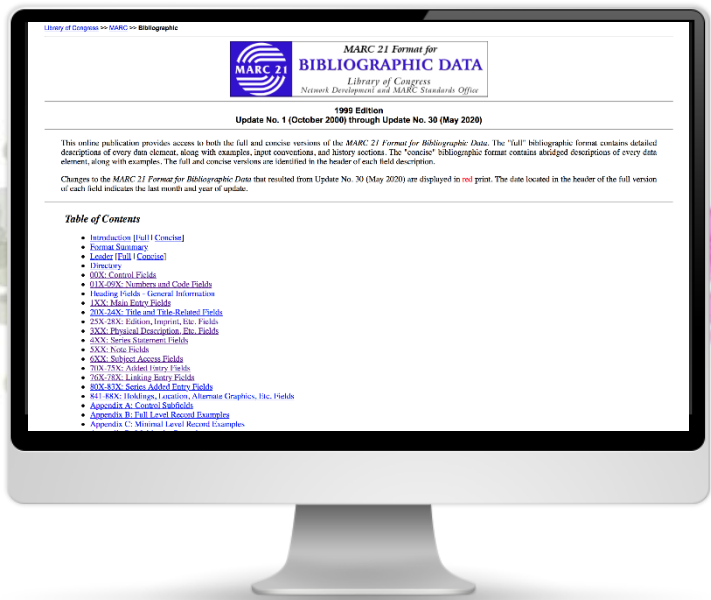 Library of Congress >> MARC >> Bibliographic
MARC 21
MARC 21 Format for
BIBLIOGRAPHIC DATA
Library of Congress
Network Development and MARC Standards Office
1999 Edition
Update No. 1 (October 2000) through Update No. 30 (May 2020)
This online publication provides access to both the full and concise versions of the MARC 21 Format for Bibliographic Data. The "full" bibliographic format contains detailed
descriptions of every data element, along with examples, input conventions, and history sections. The "concise" bibliographic format contains abridged descriptions of every data
element, along with examples. The full and concise versions are identified in the header of each field description.
Changes to the MARC 21 Format for Bibliographic Data that resulted from Update No. 30 (May 2020) are displayed in red print. The date located in the header of the full version
of each field indicates the last month and year of update.
Table of Contents
• Introduction [Full | Concise]
• Format Summary
• Leader [Full | Concise]
• Directory
• 00X: Control Fields
• 01X-09X: Numbers and Code Fields
• Heading Fields - General Information
• 1XX: Main Entry Fields
• 20X-24X: Title and Title-Related Fields
• 25X-28X: Edition, Imprint, Etc. Fields
• 3XX: Physical Description, Etc. Fields
• 4XX: Series Statement Fields
• 5XX: Note Fields
• 6XX: Subject Access Fields
• 70X-75X: Added Entry Fields
• 76X-78X: Linking Entry Fields
• 80X-83X: Series Added Entry Fields
• 841-88X: Holdings, Location, Alternate Graphics, Etc. Fields
• Appendix A: Control Subfields
• Appendix B: Full Level Record Examples
• Appendix C: Minimal Level Record Examples